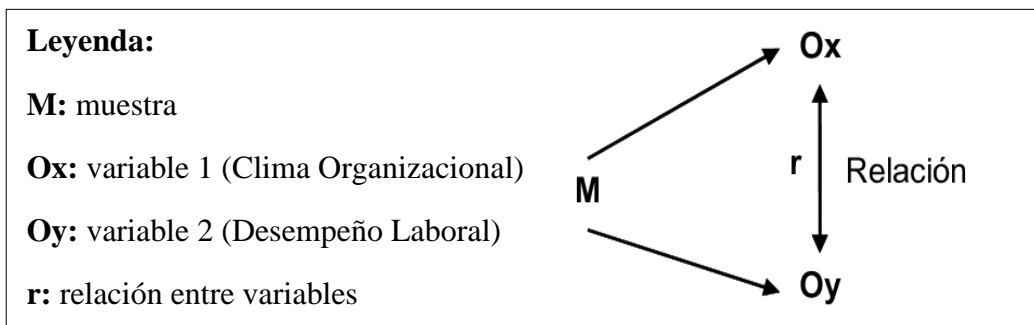 Leyenda:
M: muestra
Ox: variable 1 (Clima Organizacional)
Oy: variable 2 (Desempeño Laboral)
r: relación entre variables
Ox
M
r Relación
Oy